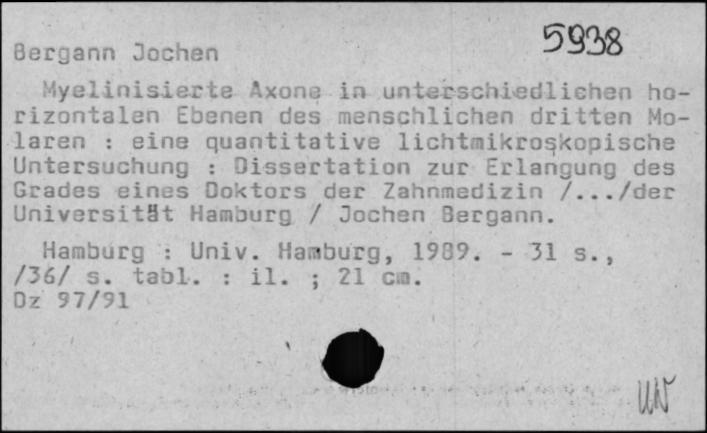 5938
Bergann Jochen
Myelinisierte Axone in unterschiedlichen ho-
rizontalen Ebenen des menschlichen dritten Mo-
laren : eine quantitative lichtmikroskopische
Untersuchung : Dissertation zur Erlangung des
Grades eines Doktors der Zahnmedizin /.../der
Universität Hamburg / Jochen Bergann.
Hamburg : Univ. Hamburg, 1989. - 31 s.,
/36/ s. tabl. : il. ; 21 cm.
Dz 97/91